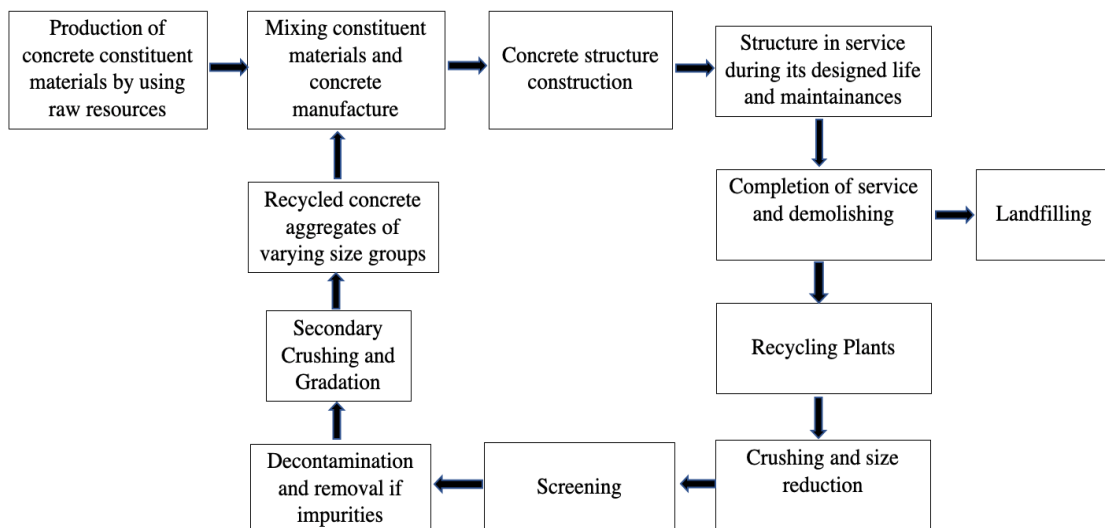 Production of
concrete constituent
materials by using
raw resources
Mixing constituent
materials and
concrete
manufacture
Concrete structure
construction
Structure in service
during its designed life
and maintainances
Completion of service
and demolishing
Landfilling
Recycled concrete
aggregates of
varying size groups
Recycling Plants
Secondary
Crushing and
Gradation
Crushing and size
reduction
Screening
Decontamination
and removal if
impurities